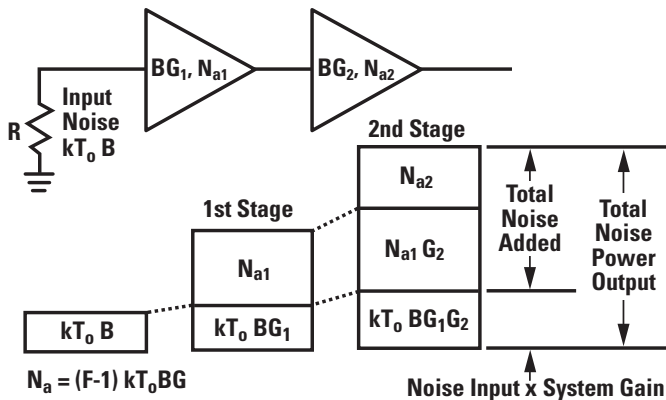 BG₁, Nₐ₁
BG₂, Nₐ₂
Input
Noise
kTₒ B
R
2nd Stage
Nₐ₂
1st Stage
Nₐ₁
Nₐ₁ G₂
Total
Noise
Added
Total
Noise
Power
Output
kTₒ B
kTₒ BG₁
kTₒ BG₁G₂
Nₐ = (F-1) kTₒBG
Noise Input x System Gain